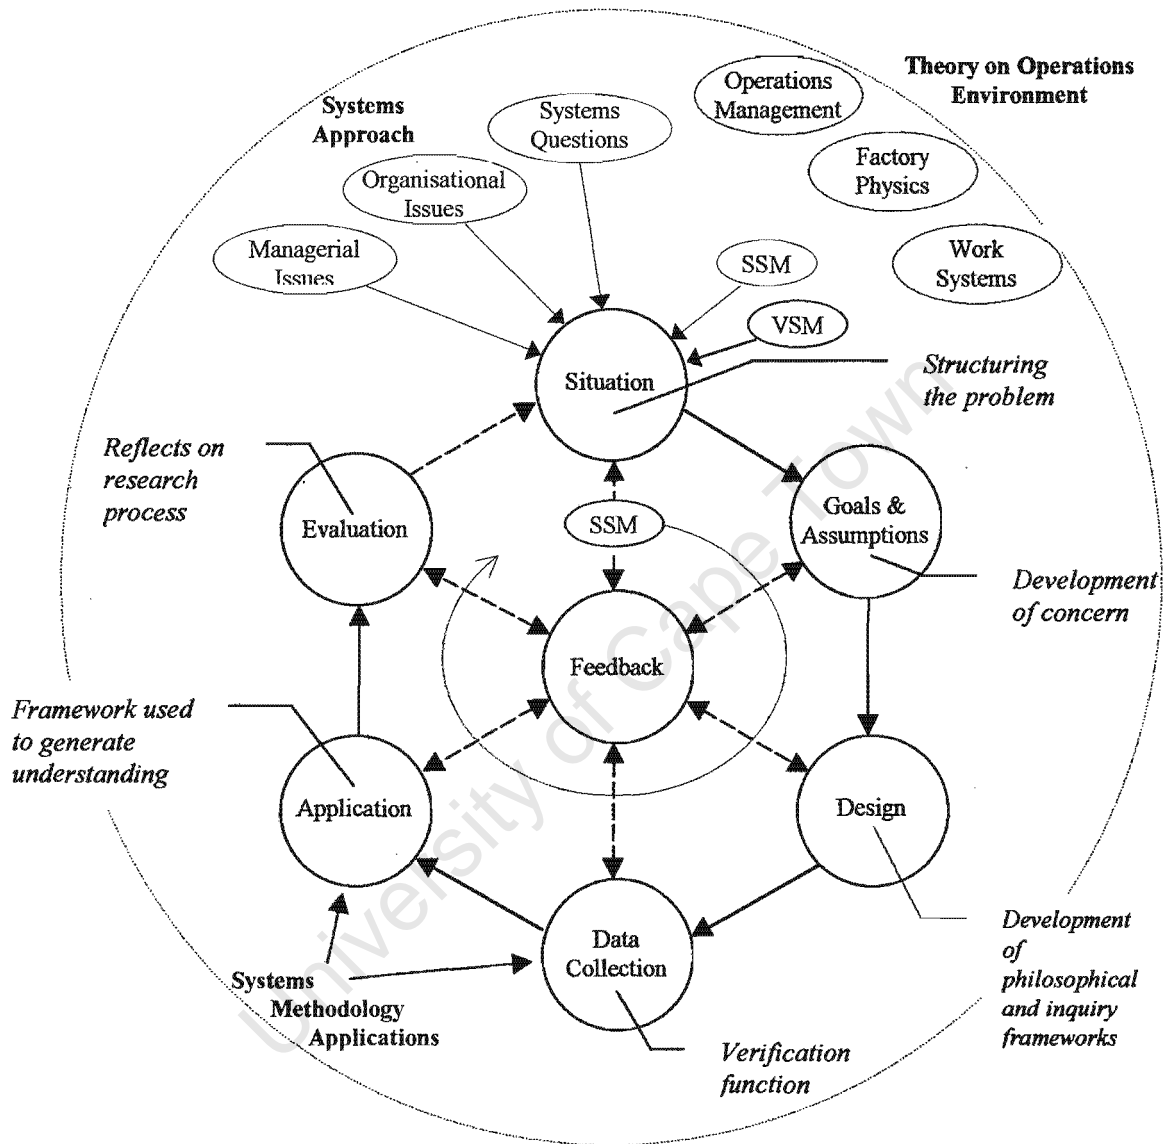 Theory on Operations
Environment
Operations
Management
Systems
Approach
Systems
Questions
Factory
Physics
Organisational
Issues
Managerial
Issues
Work
Systems
SSM
VSM
Situation
Structuring
the problem
Reflects on
research
process
Evaluation
SSM
Goals &
Assumptions
Development
of concern
Feedback
Framework used
to generate
understanding
Application
Design
Data
Collection
Development
of
philosophical
and inquiry
frameworks
Systems
Methodology
Applications
Verification
function
University of Cape Town